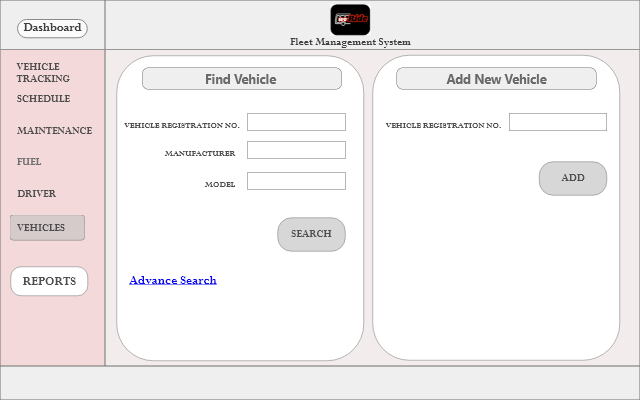 Dashboard
Fleet Management System
VEHICLE
TRACKING
SCHEDULE
MAINTENANCE
FUEL
DRIVER
VEHICLES
REPORTS
Find Vehicle
VEHICLE REGISTRATION NO.
MANUFACTURER
MODEL
SEARCH
Advance Search
Add New Vehicle
VEHICLE REGISTRATION NO.
ADD